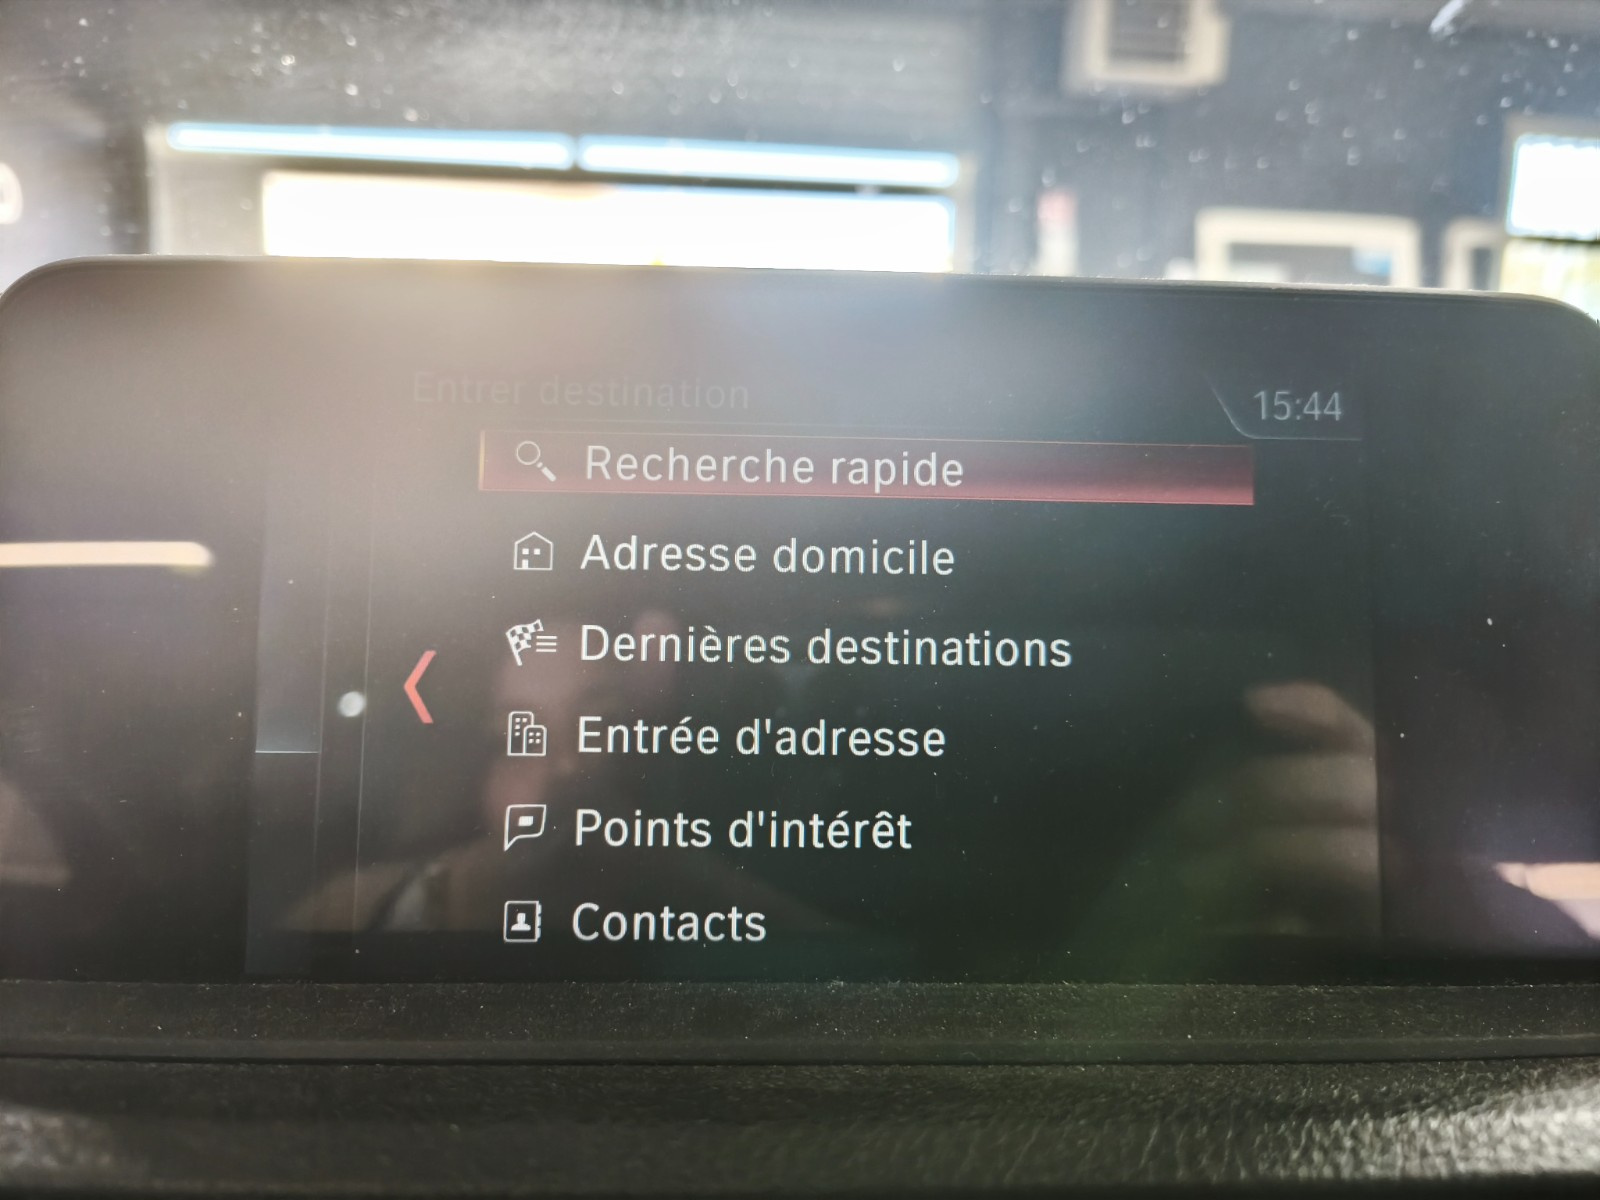 Entrer destination
15:44
Recherche rapide
Adresse domicile
Dernières destinations
Entrée d'adresse
Points d'intérêt
Contacts